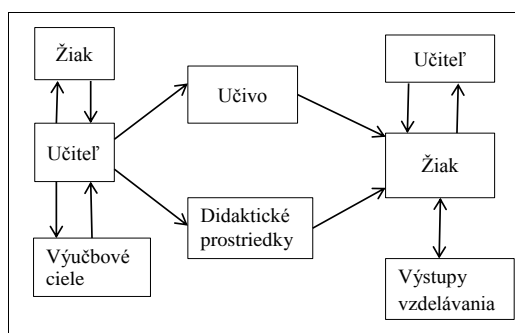 Žiak
Učiteľ
Učivo
Učiteľ
Žiak
Didaktické
prostriedky
Výučbové
ciele
Výstupy
vzdelávania